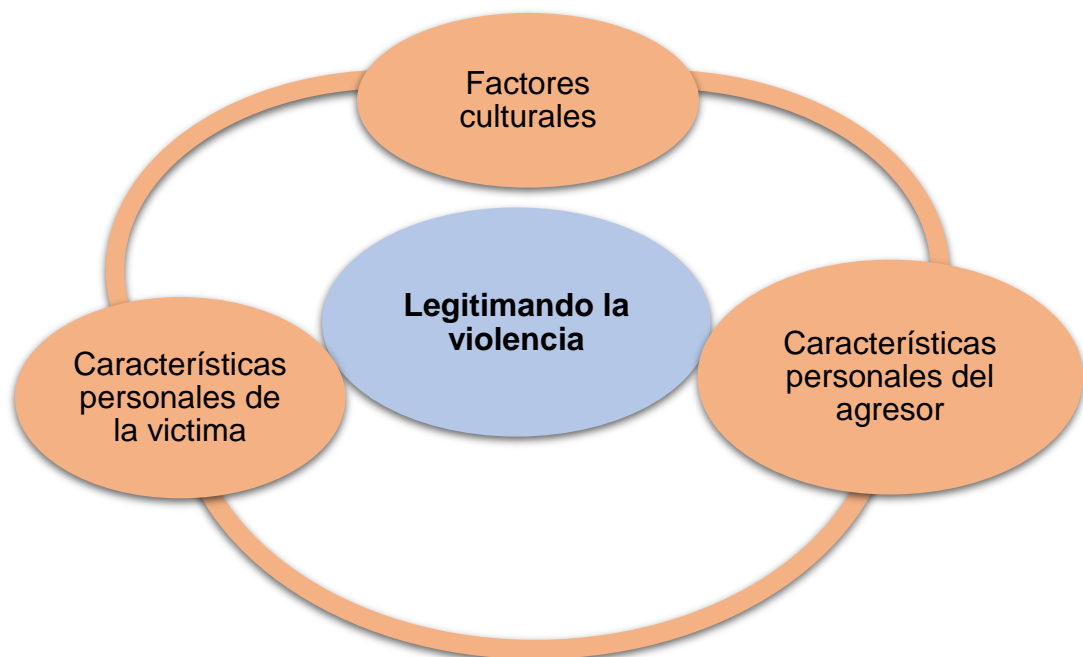 Factores
culturales
Legitimando la
violencia
Características
personales de
la victima
Características
personales del
agresor